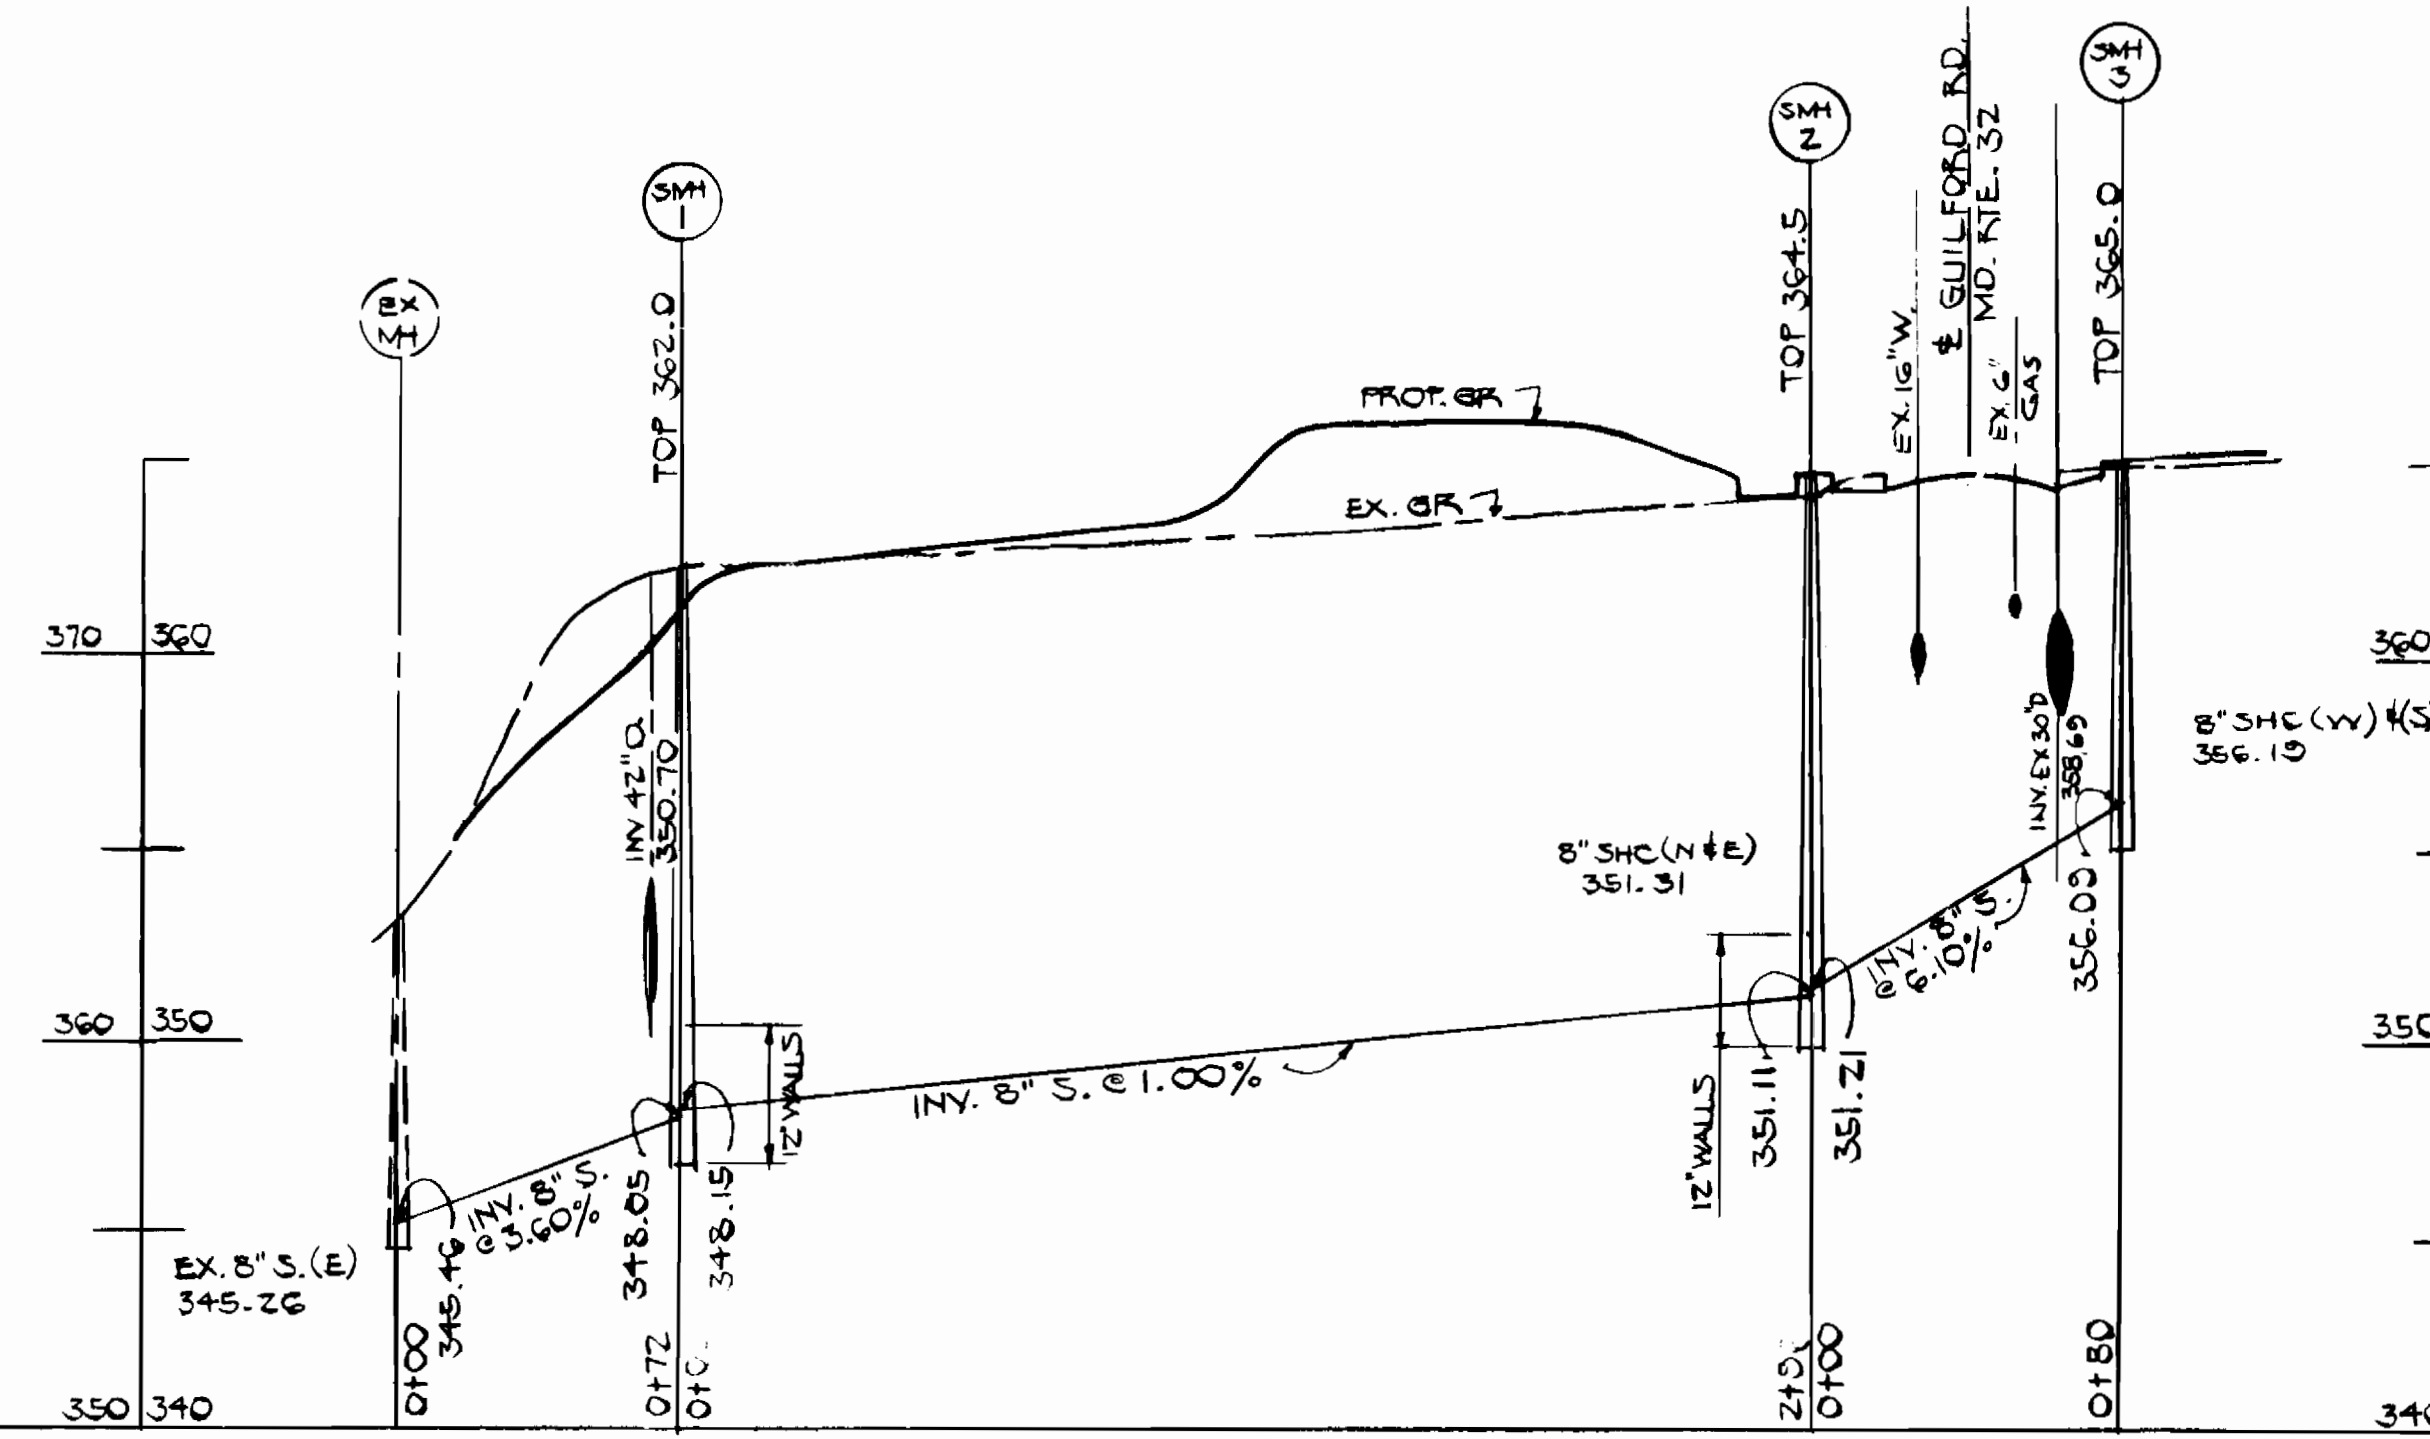 EX
MH
SMH
1
SMH
2
SMH
3
TOP 362.0
TOP 364.5
TOP 365.0
EX. 16" W.
℄ GUILFORD RD.
MD. RTE. 32
EX. 6"
GAS
PROP. GR
EX. GR
370 360
360
INV 42" D
350.70
INV. EX 30" D
358.69
8" SHC (W) & (S)
356.19
8" SHC (N & E)
351.31
360 350
350
12" WALLS
12" WALLS
INV. 8" S.
@ 3.60%
INV. 8" S. @ 1.00%
INV. 8" S.
@ 6.10%
EX. 8" S. (E)
345.26
345.46
348.05
348.15
351.11
351.21
356.09
350 340
0+00
0+72
0+00
0+80